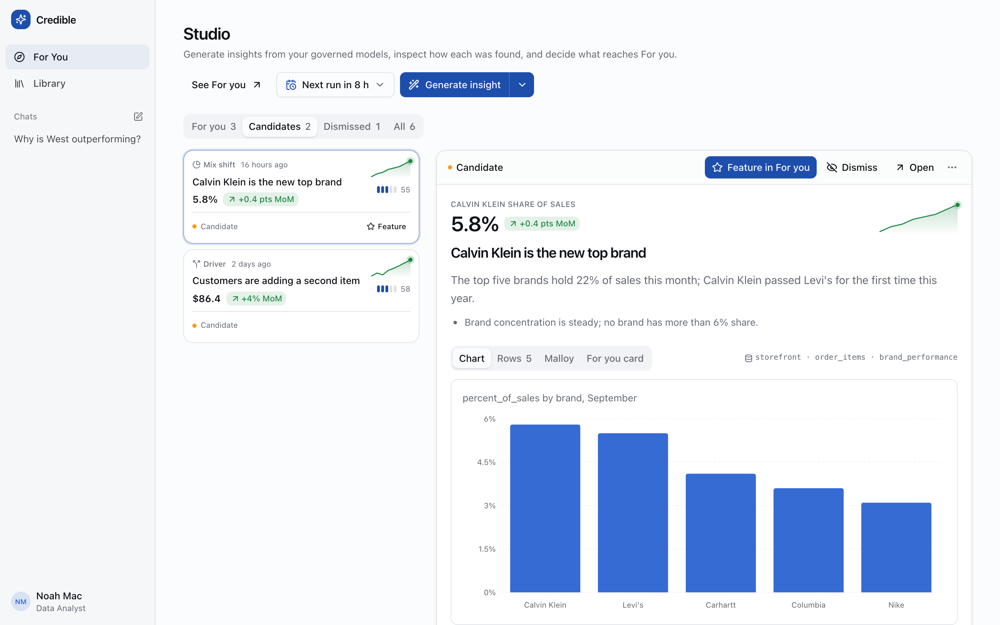 Credible
For You
Library
Chats
Why is West outperforming?
NM
Noah Mac
Data Analyst
Studio
Generate insights from your governed models, inspect how each was found, and decide what reaches For you.
See For you
Next run in 8 h
Generate insight
For you 3
Candidates 2
Dismissed 1
All 6
Mix shift 16 hours ago
Calvin Klein is the new top brand
55
5.8% +0.4 pts MoM
Candidate
Feature
Driver 2 days ago
Customers are adding a second item
58
$86.4 +4% MoM
Candidate
Candidate
Feature in For you
Dismiss
Open
CALVIN KLEIN SHARE OF SALES
5.8% +0.4 pts MoM
Calvin Klein is the new top brand
The top five brands hold 22% of sales this month; Calvin Klein passed Levi's for the first time this
year.
• Brand concentration is steady; no brand has more than 6% share.
Chart
Rows 5
Malloy
For you card
storefront · order_items · brand_performance
percent_of_sales by brand, September
6%
4.5%
3%
1.5%
0%
Calvin Klein
Levi's
Carhartt
Columbia
Nike